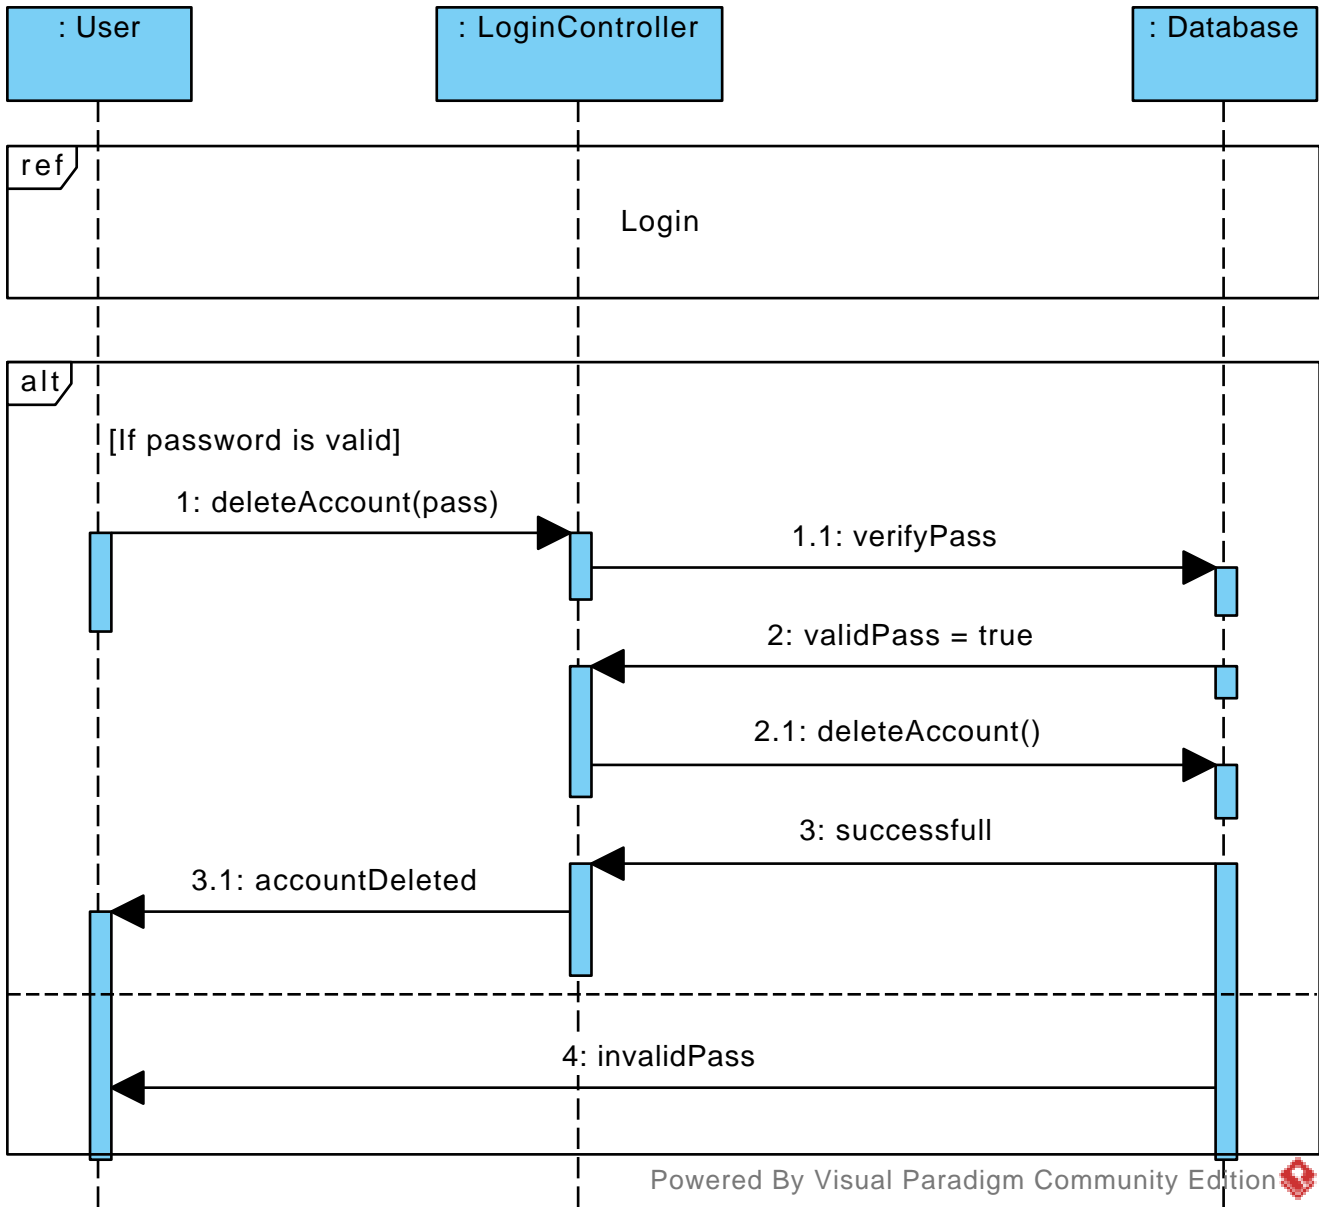 : User
: LoginController
: Database
ref
Login
alt
[If password is valid]
1: deleteAccount(pass)
1.1: verifyPass
2: validPass = true
2.1: deleteAccount()
3: successfull
3.1: accountDeleted
4: invalidPass
Powered By Visual Paradigm Community Edition